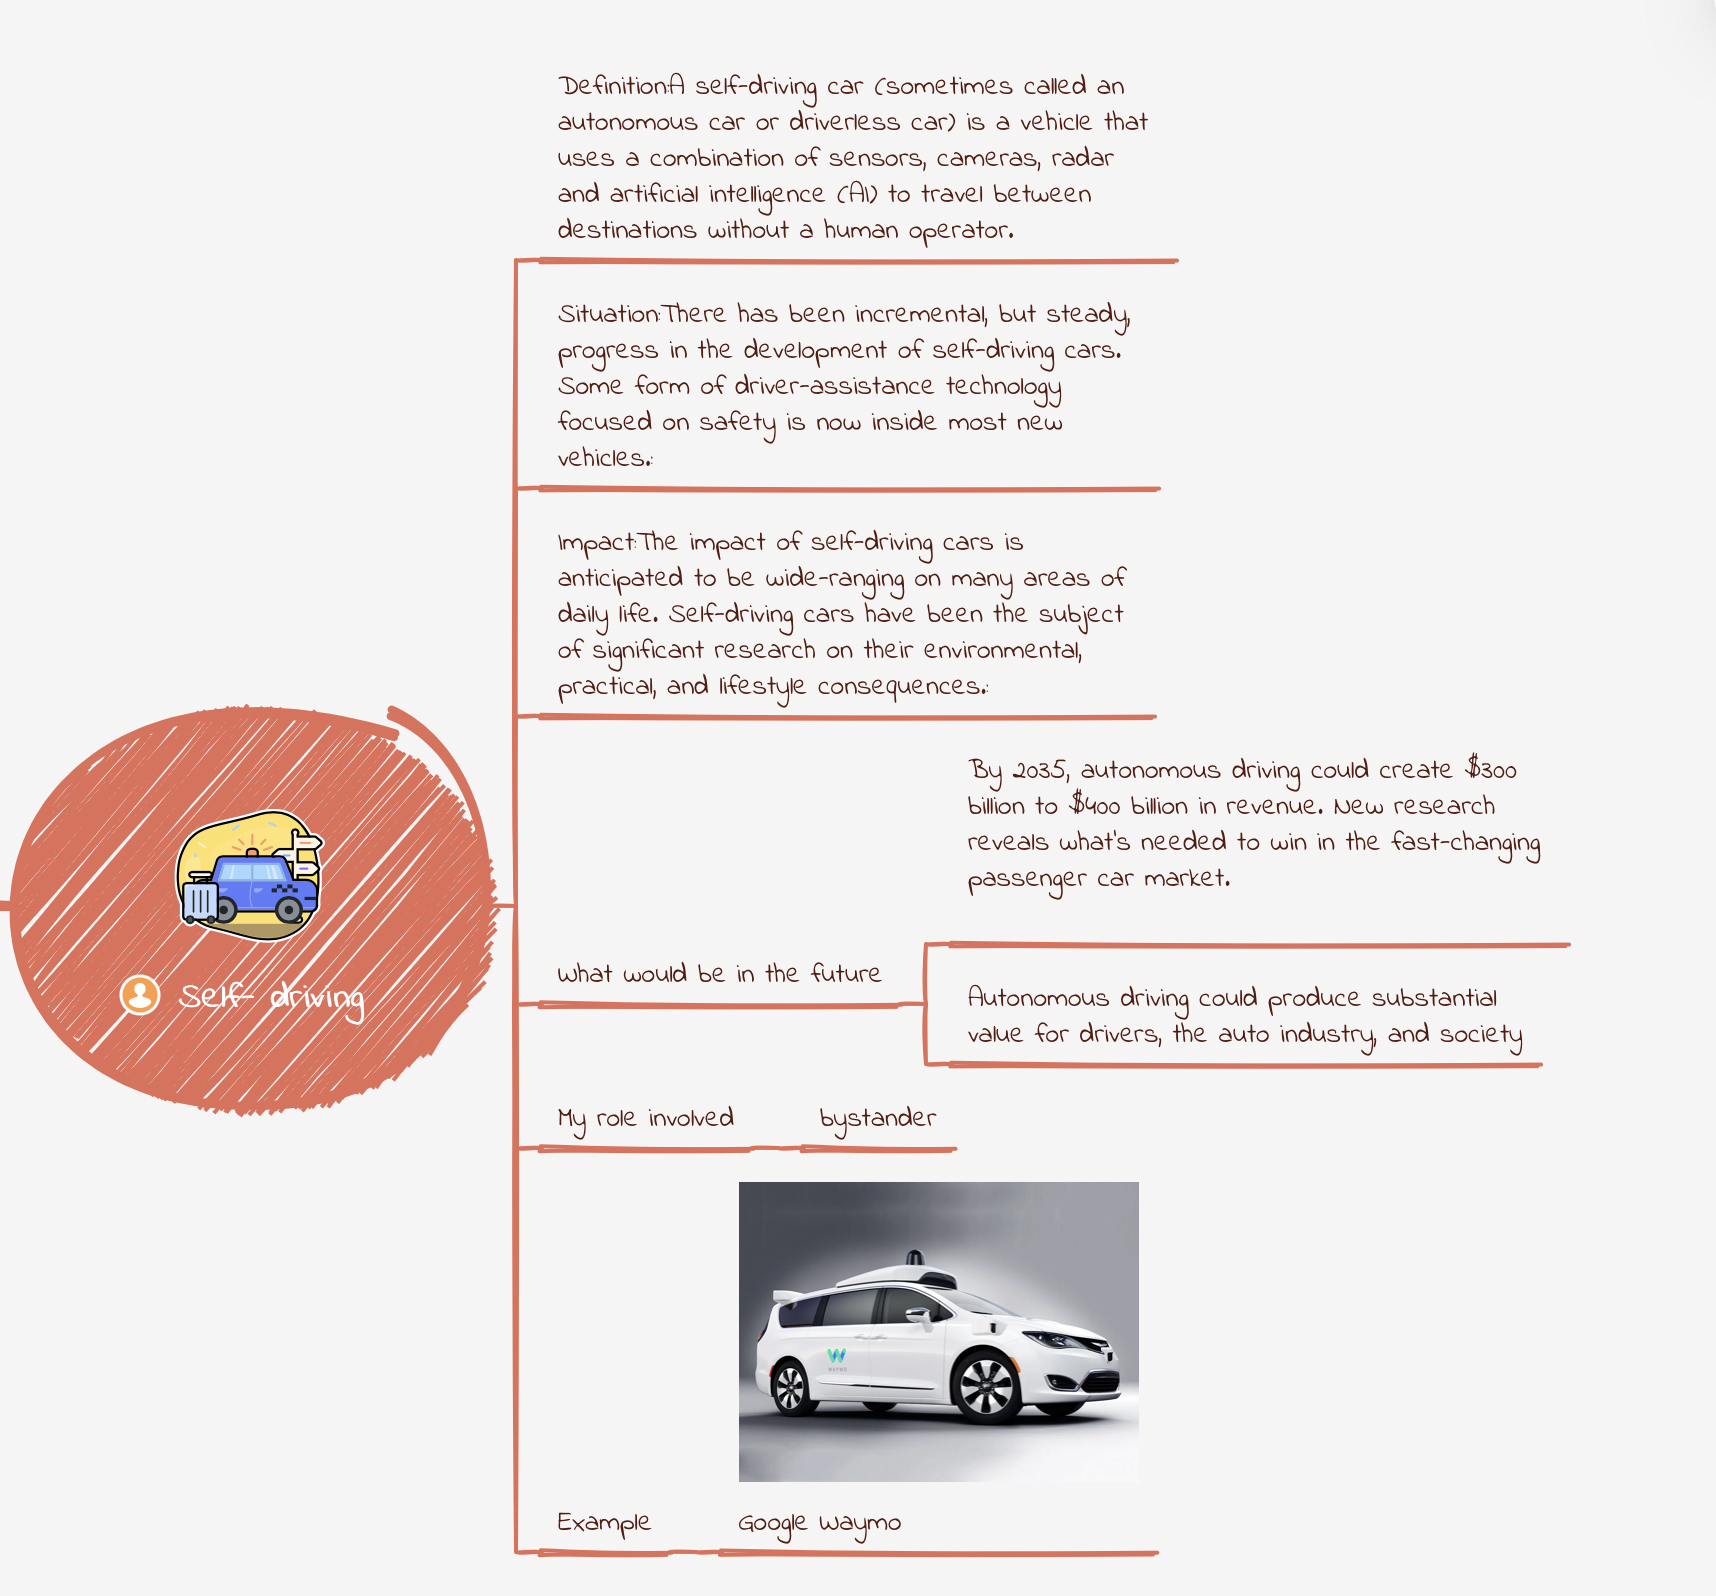 Definition:A self-driving car (sometimes called an
autonomous car or driverless car) is a vehicle that
uses a combination of sensors, cameras, radar
and artificial intelligence (AI) to travel between
destinations without a human operator.
Situation:There has been incremental, but steady,
progress in the development of self-driving cars.
Some form of driver-assistance technology
focused on safety is now inside most new
vehicles.:
Impact:The impact of self-driving cars is
anticipated to be wide-ranging on many areas of
daily life. Self-driving cars have been the subject
of significant research on their environmental,
practical, and lifestyle consequences.:
Self- driving
What would be in the future
By 2035, autonomous driving could create $300
billion to $400 billion in revenue. New research
reveals what's needed to win in the fast-changing
passenger car market.
Autonomous driving could produce substantial
value for drivers, the auto industry, and society
My role involved
bystander
WAYMO
Example
Google Waymo